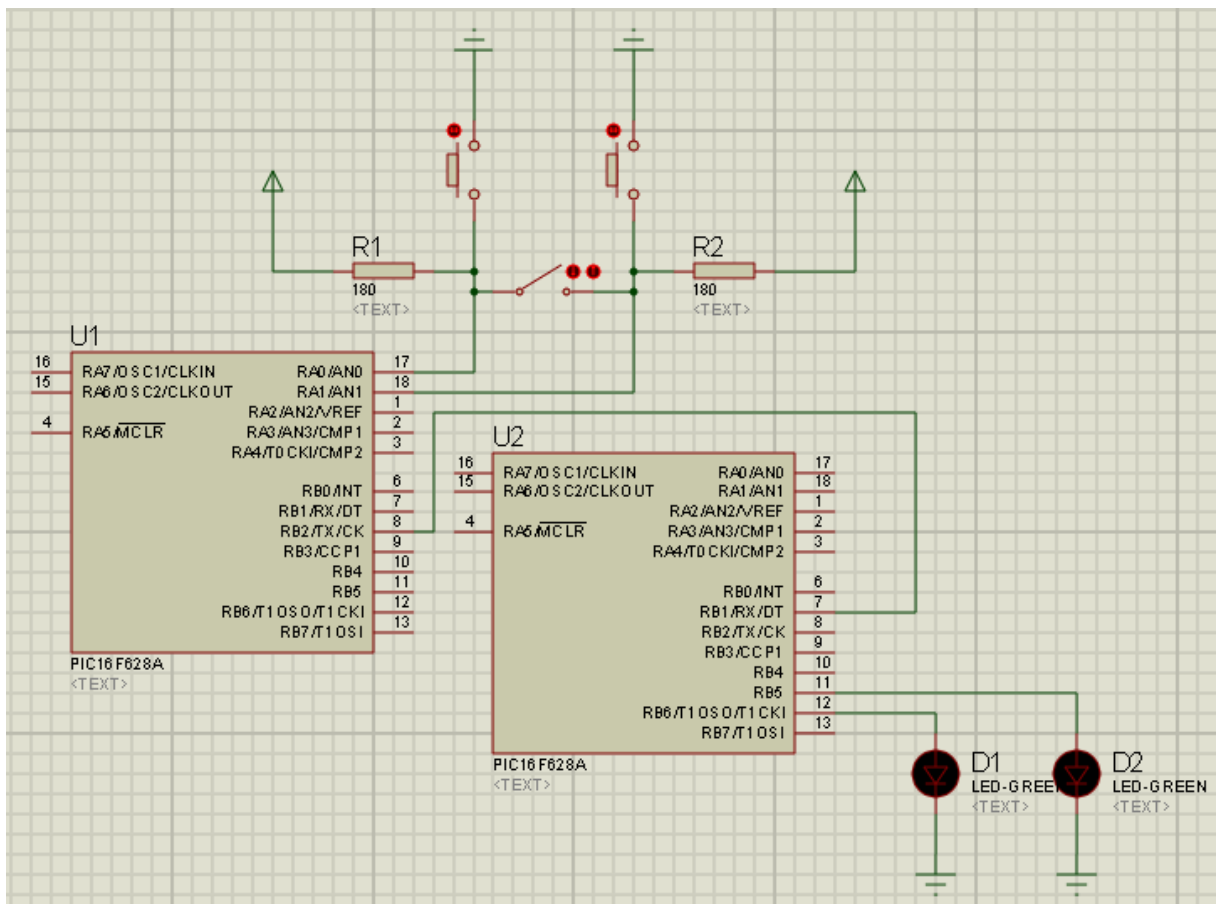 R1
180
<TEXT>
R2
180
<TEXT>
U1
16 RA7/OSC1/CLKIN RA0/AN0 17
15 RA6/OSC2/CLKOUT RA1/AN1 18
RA2/AN2/VREF 1
4 RA5/MCLR RA3/AN3/CMP1 2
RA4/T0CKI/CMP2 3
RB0/INT 6
RB1/RX/DT 7
RB2/TX/CK 8
RB3/CCP1 9
RB4 10
RB5 11
RB6/T1OSO/T1CKI 12
RB7/T1OSI 13
PIC16F628A
<TEXT>
U2
16 RA7/OSC1/CLKIN RA0/AN0 17
15 RA6/OSC2/CLKOUT RA1/AN1 18
RA2/AN2/VREF 1
4 RA5/MCLR RA3/AN3/CMP1 2
RA4/T0CKI/CMP2 3
RB0/INT 6
RB1/RX/DT 7
RB2/TX/CK 8
RB3/CCP1 9
RB4 10
RB5 11
RB6/T1OSO/T1CKI 12
RB7/T1OSI 13
PIC16F628A
<TEXT>
D1
LED-GREEN
<TEXT>
D2
LED-GREEN
<TEXT>